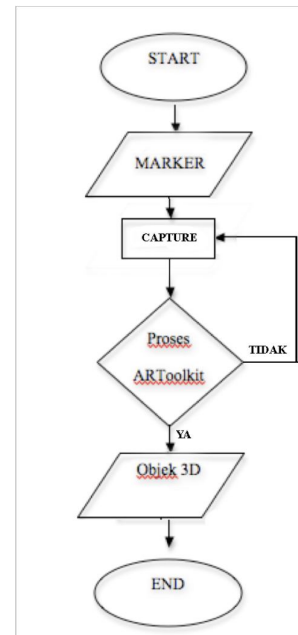 START
MARKER
CAPTURE
Proses
ARToolkit
TIDAK
YA
Objek 3D
END